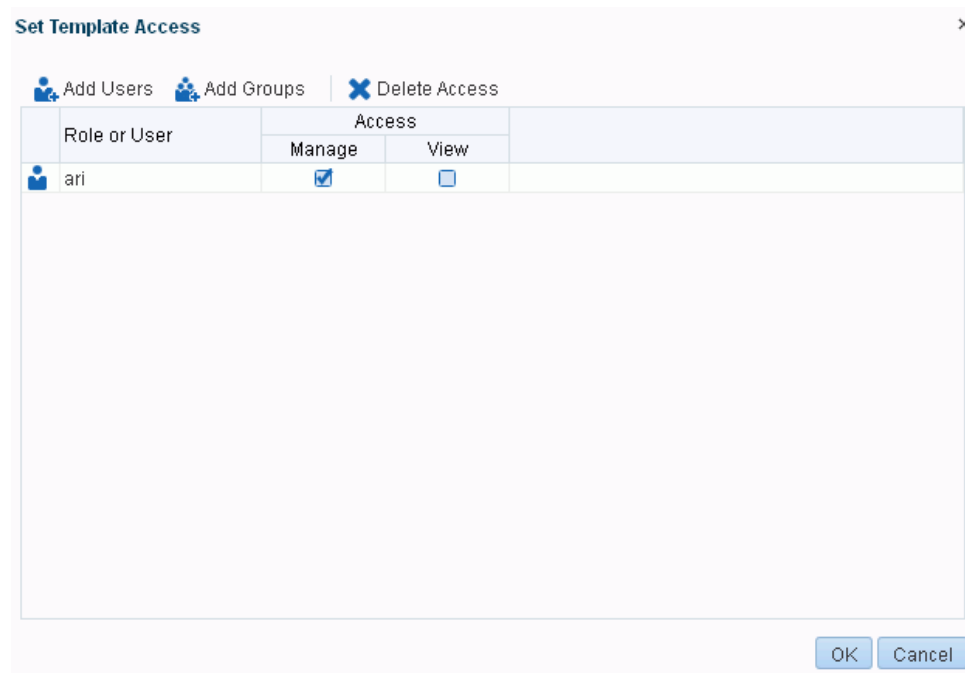 Set Template Access
Add Users Add Groups Delete Access
Role or User
Access
Manage View
ari
OK Cancel